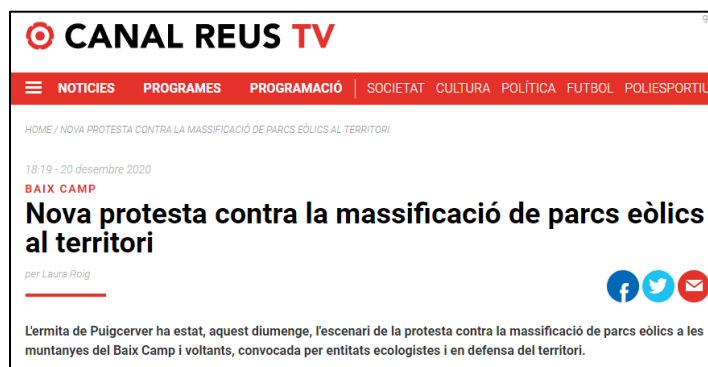 CANAL REUS TV
NOTICIES PROGRAMES PROGRAMACIÓ SOCIETAT CULTURA POLÍTICA FUTBOL
HOME / NOVA PROTESTA CONTRA LA MASSIFICACIÓ DE PARCS EÒLICS AL TERRITORI
18:19 - 20 desembre 2020
BAIX CAMP
Nova protesta contra la massificació de parcs eòlics
al territori
per Laura Roig
L'ermita de Puigcerver ha estat, aquest diumenge, l'escenari de la protesta contra la massificació de parcs eòlics a les
muntanyes del Baix Camp i voltants, convocada per entitats ecologistes i en defensa del territori.